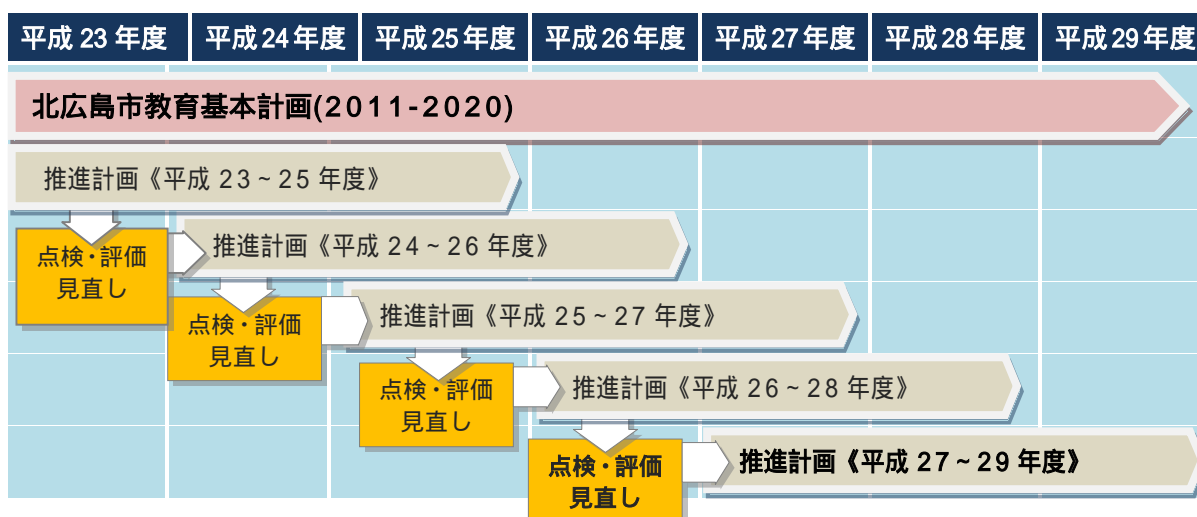 平成 23 年度
平成 24 年度
平成 25 年度
平成 26 年度
平成 27 年度
平成 28 年度
平成 29 年度
北広島市教育基本計画(2011-2020)
推進計画《平成 23~25 年度》
点検・評価
見直し
推進計画《平成 24~26 年度》
点検・評価
見直し
推進計画《平成 25~27 年度》
点検・評価
見直し
推進計画《平成 26~28 年度》
点検・評価
見直し
推進計画《平成 27~29 年度》